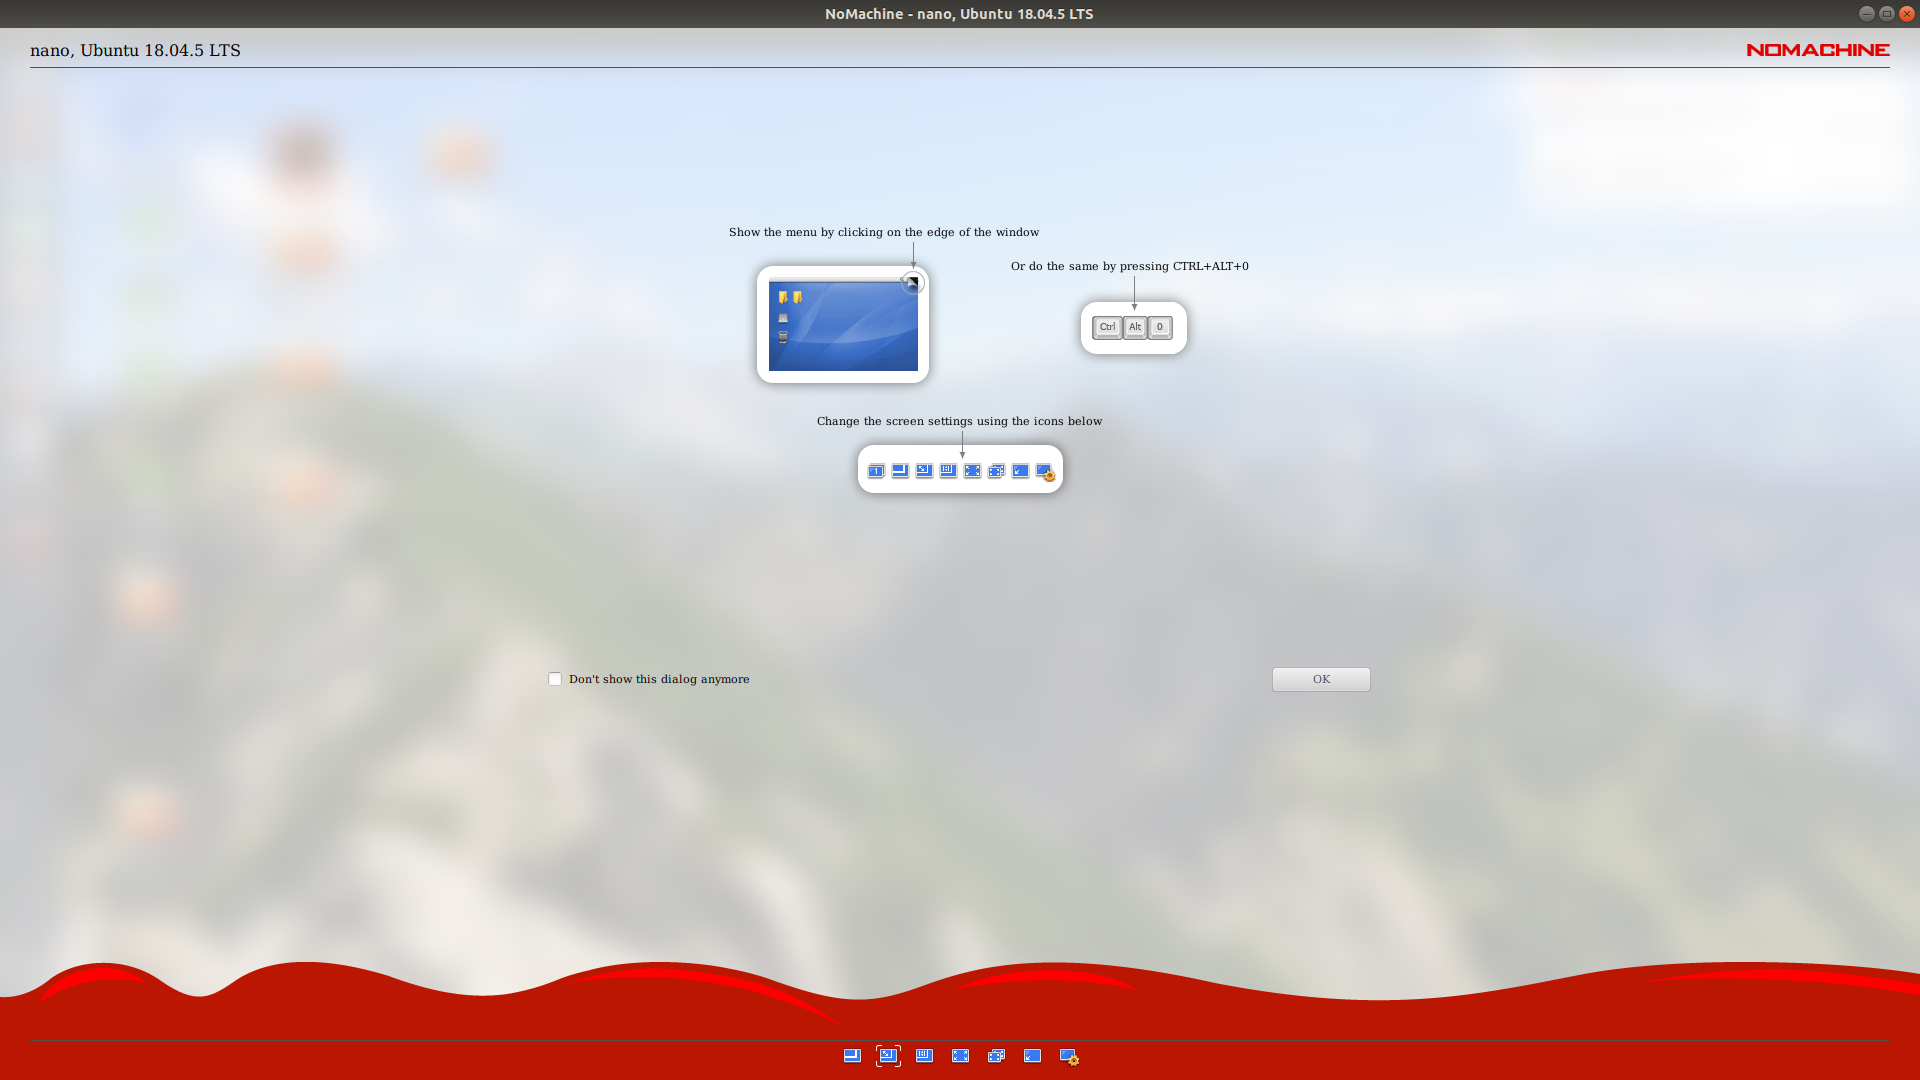 NoMachine - nano, Ubuntu 18.04.5 LTS
nano, Ubuntu 18.04.5 LTS
NOMACHINE
Show the menu by clicking on the edge of the window
Or do the same by pressing CTRL+ALT+0
Ctrl Alt 0
Change the screen settings using the icons below
1
Don't show this dialog anymore
OK